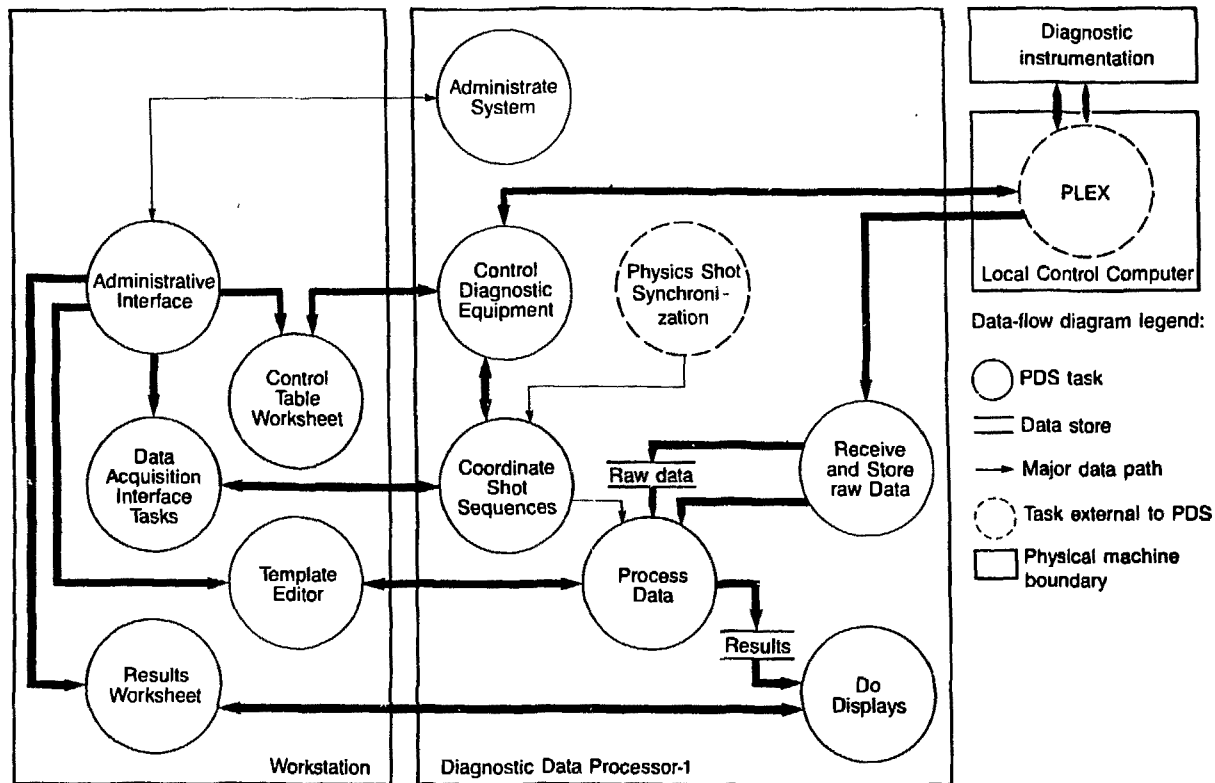 Administrate
System
Administrative
Interface
Control
Table
Worksheet
Data
Acquisition
Interface
Tasks
Template
Editor
Results
Worksheet
Workstation
Control
Diagnostic
Equipment
Physics Shot
Synchroni-
zation
Coordinate
Shot
Sequences
Raw data
Receive
and Store
raw Data
Process
Data
Results
Do
Displays
Diagnostic Data Processor-1
Diagnostic
instrumentation
PLEX
Local Control Computer
Data-flow diagram legend:
PDS task
Data store
Major data path
Task external to PDS
Physical machine
boundary